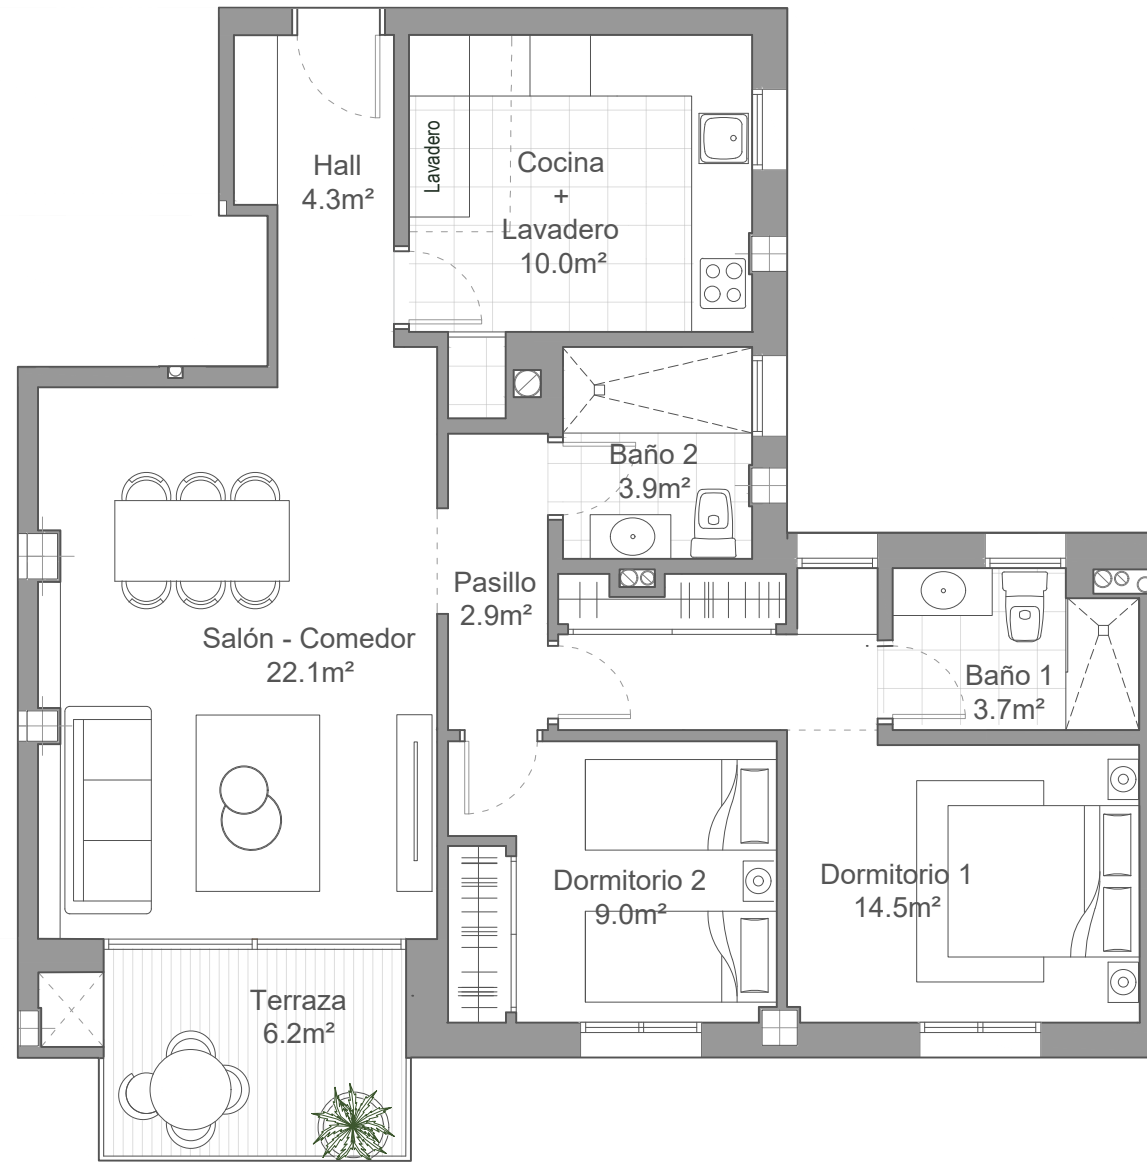 Hall
4.3m²
Lavadero
Cocina
+
Lavadero
10.0m²
Baño 2
3.9m²
Pasillo
2.9m²
Salón - Comedor
22.1m²
Baño 1
3.7m²
Dormitorio 2
9.0m²
Dormitorio 1
14.5m²
Terraza
6.2m²